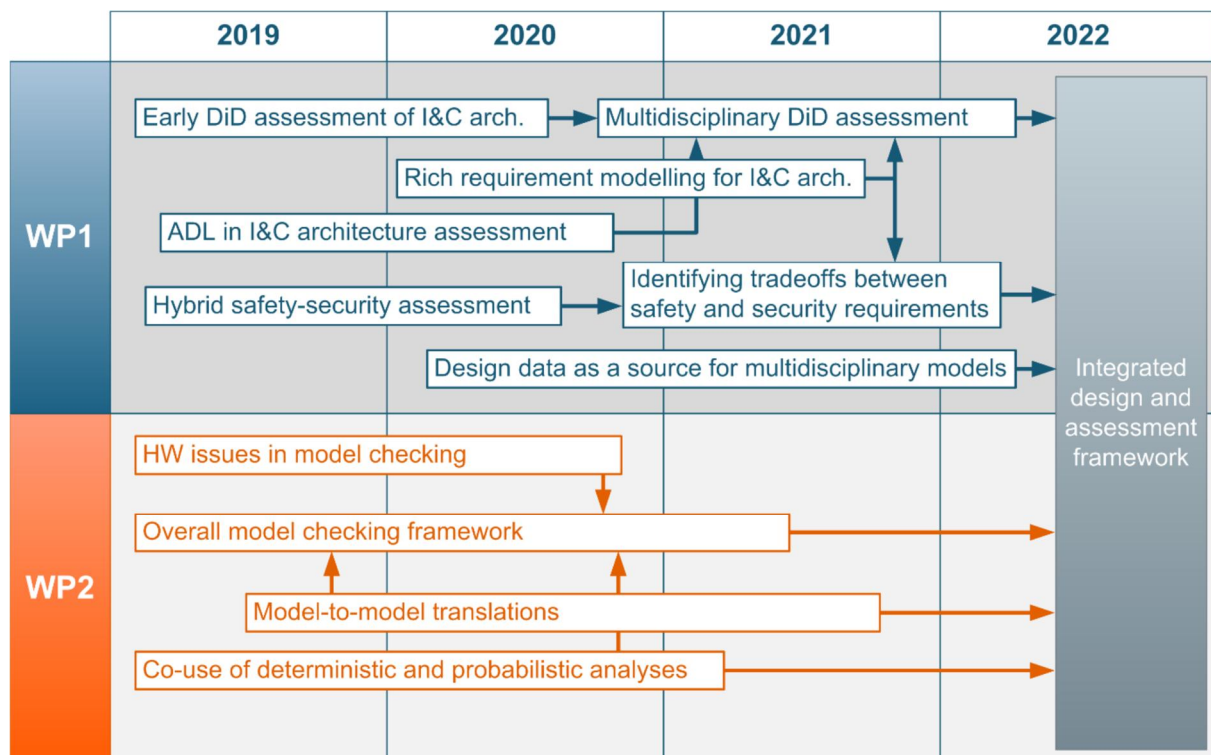 2019
2020
2021
2022
WP1
Early DiD assessment of I&C arch.
Multidisciplinary DiD assessment
Rich requirement modelling for I&C arch.
ADL in I&C architecture assessment
Hybrid safety-security assessment
Identifying tradeoffs between
safety and security requirements
Design data as a source for multidisciplinary models
Integrated
design and
assessment
framework
WP2
HW issues in model checking
Overall model checking framework
Model-to-model translations
Co-use of deterministic and probabilistic analyses